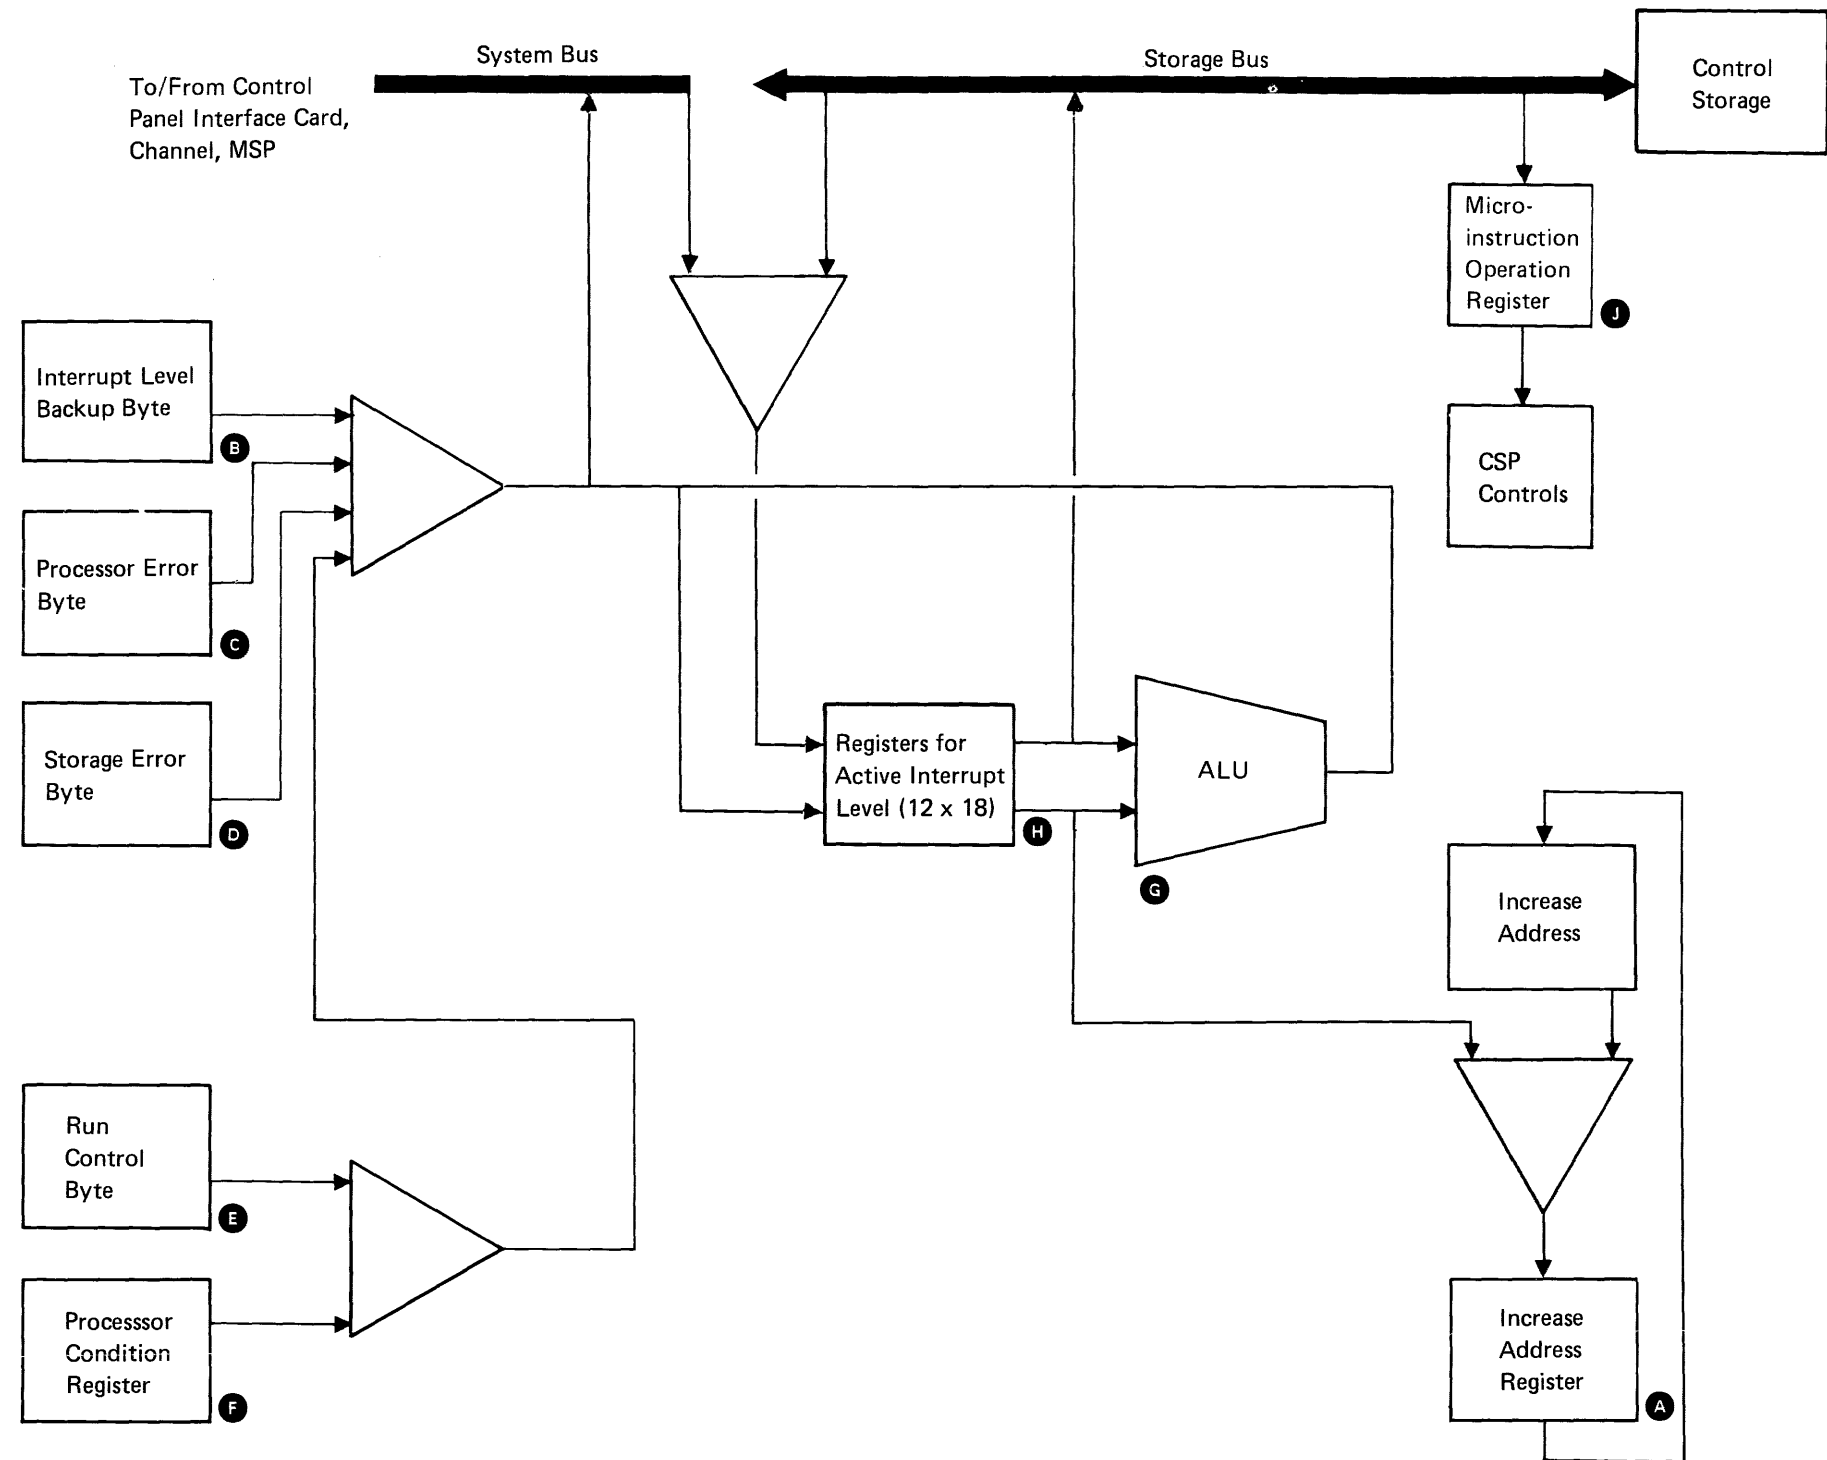 System Bus
Storage Bus
To/From Control
Panel Interface Card,
Channel, MSP
Control
Storage
Micro-
instruction
Operation
Register
J
Interrupt Level
Backup Byte
B
CSP
Controls
Processor Error
Byte
C
Storage Error
Byte
D
Registers for
Active Interrupt
Level (12 x 18)
H
ALU
G
Increase
Address
Run
Control
Byte
E
Processsor
Condition
Register
F
Increase
Address
Register
A